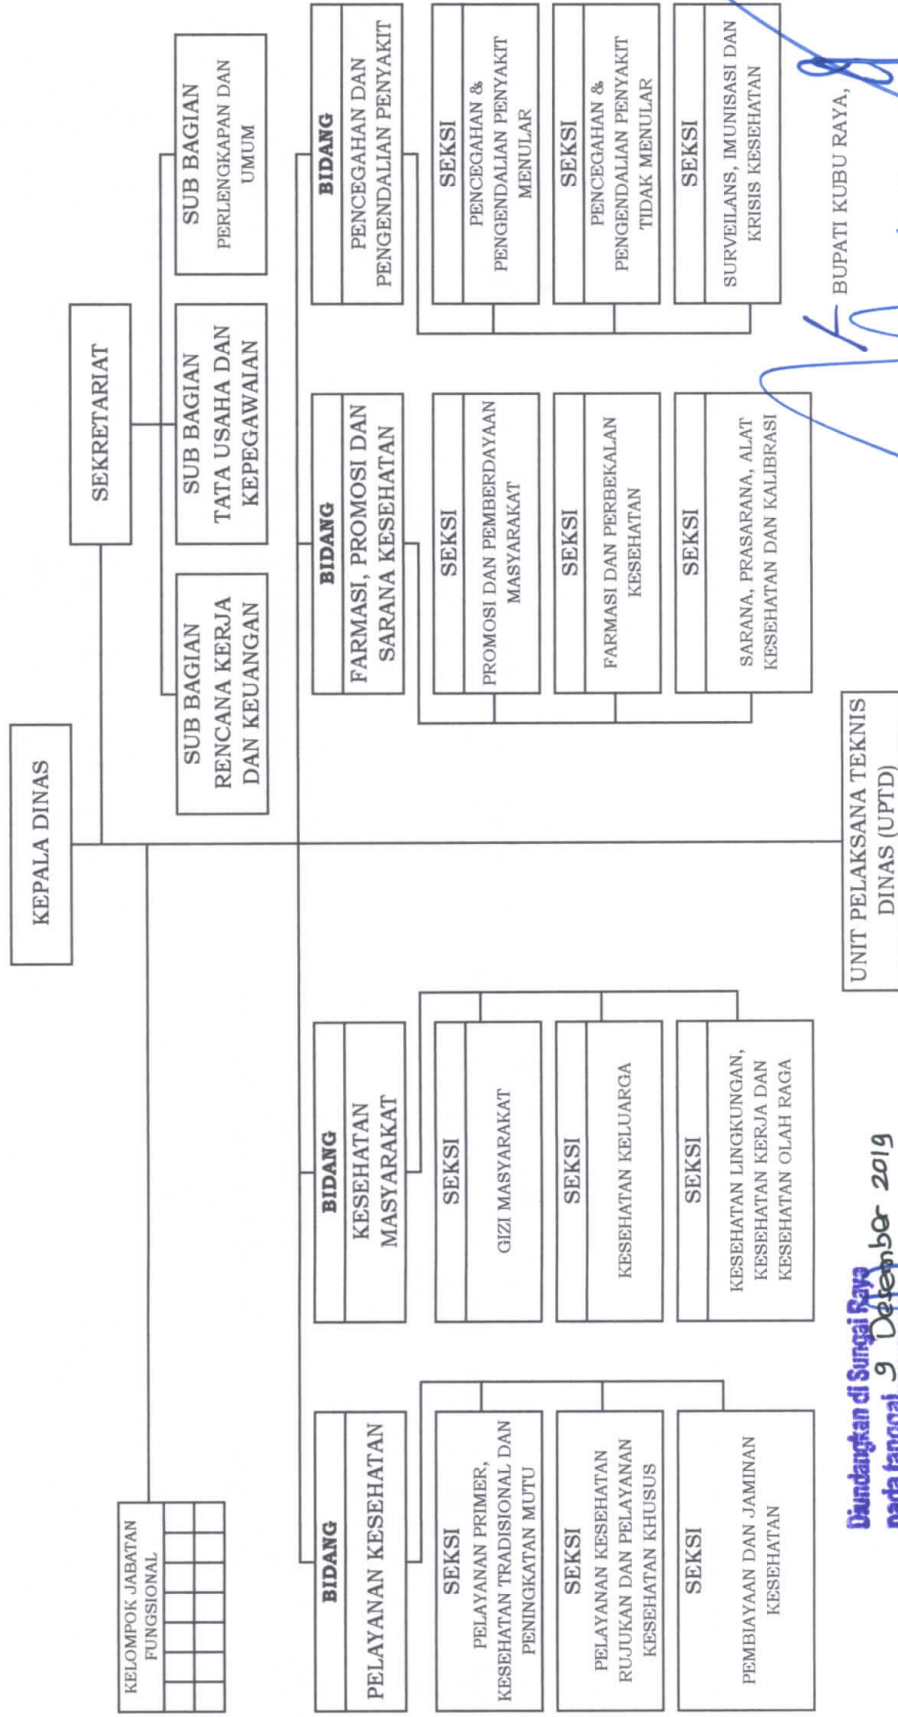 KEPALA DINAS
SEKRETARIAT
KELOMPOK JABATAN
FUNGSIONAL
SUB BAGIAN
RENCANA KERJA
DAN KEUANGAN
SUB BAGIAN
TATA USAHA DAN
KEPEGAWAIAN
SUB BAGIAN
PERLENGKAPAN DAN
UMUM
BIDANG
PELAYANAN KESEHATAN
SEKSI
PELAYANAN PRIMER,
KESEHATAN TRADISIONAL DAN
PENINGKATAN MUTU
SEKSI
PELAYANAN KESEHATAN
RUJUKAN DAN PELAYANAN
KESEHATAN KHUSUS
SEKSI
PEMBIAYAAN DAN JAMINAN
KESEHATAN
BIDANG
KESEHATAN
MASYARAKAT
SEKSI
GIZI MASYARAKAT
SEKSI
KESEHATAN KELUARGA
SEKSI
KESEHATAN LINGKUNGAN,
KESEHATAN KERJA DAN
KESEHATAN OLAH RAGA
BIDANG
FARMASI, PROMOSI DAN
SARANA KESEHATAN
SEKSI
PROMOSI DAN PEMBERDAYAAN
MASYARAKAT
SEKSI
FARMASI DAN PERBEKALAN
KESEHATAN
SEKSI
SARANA, PRASARANA, ALAT
KESEHATAN DAN KALIBRASI
BIDANG
PENCEGAHAN DAN
PENGENDALIAN PENYAKIT
SEKSI
PENCEGAHAN &
PENGENDALIAN PENYAKIT
MENULAR
SEKSI
PENCEGAHAN &
PENGENDALIAN PENYAKIT
TIDAK MENULAR
SEKSI
SURVEILANS, IMUNISASI DAN
KRISIS KESEHATAN
UNIT PELAKSANA TEKNIS
DINAS (UPTD)
BUPATI KUBU RAYA,
Diundangkan di Sungai Raya
pada tanggal 9 Desember 2019